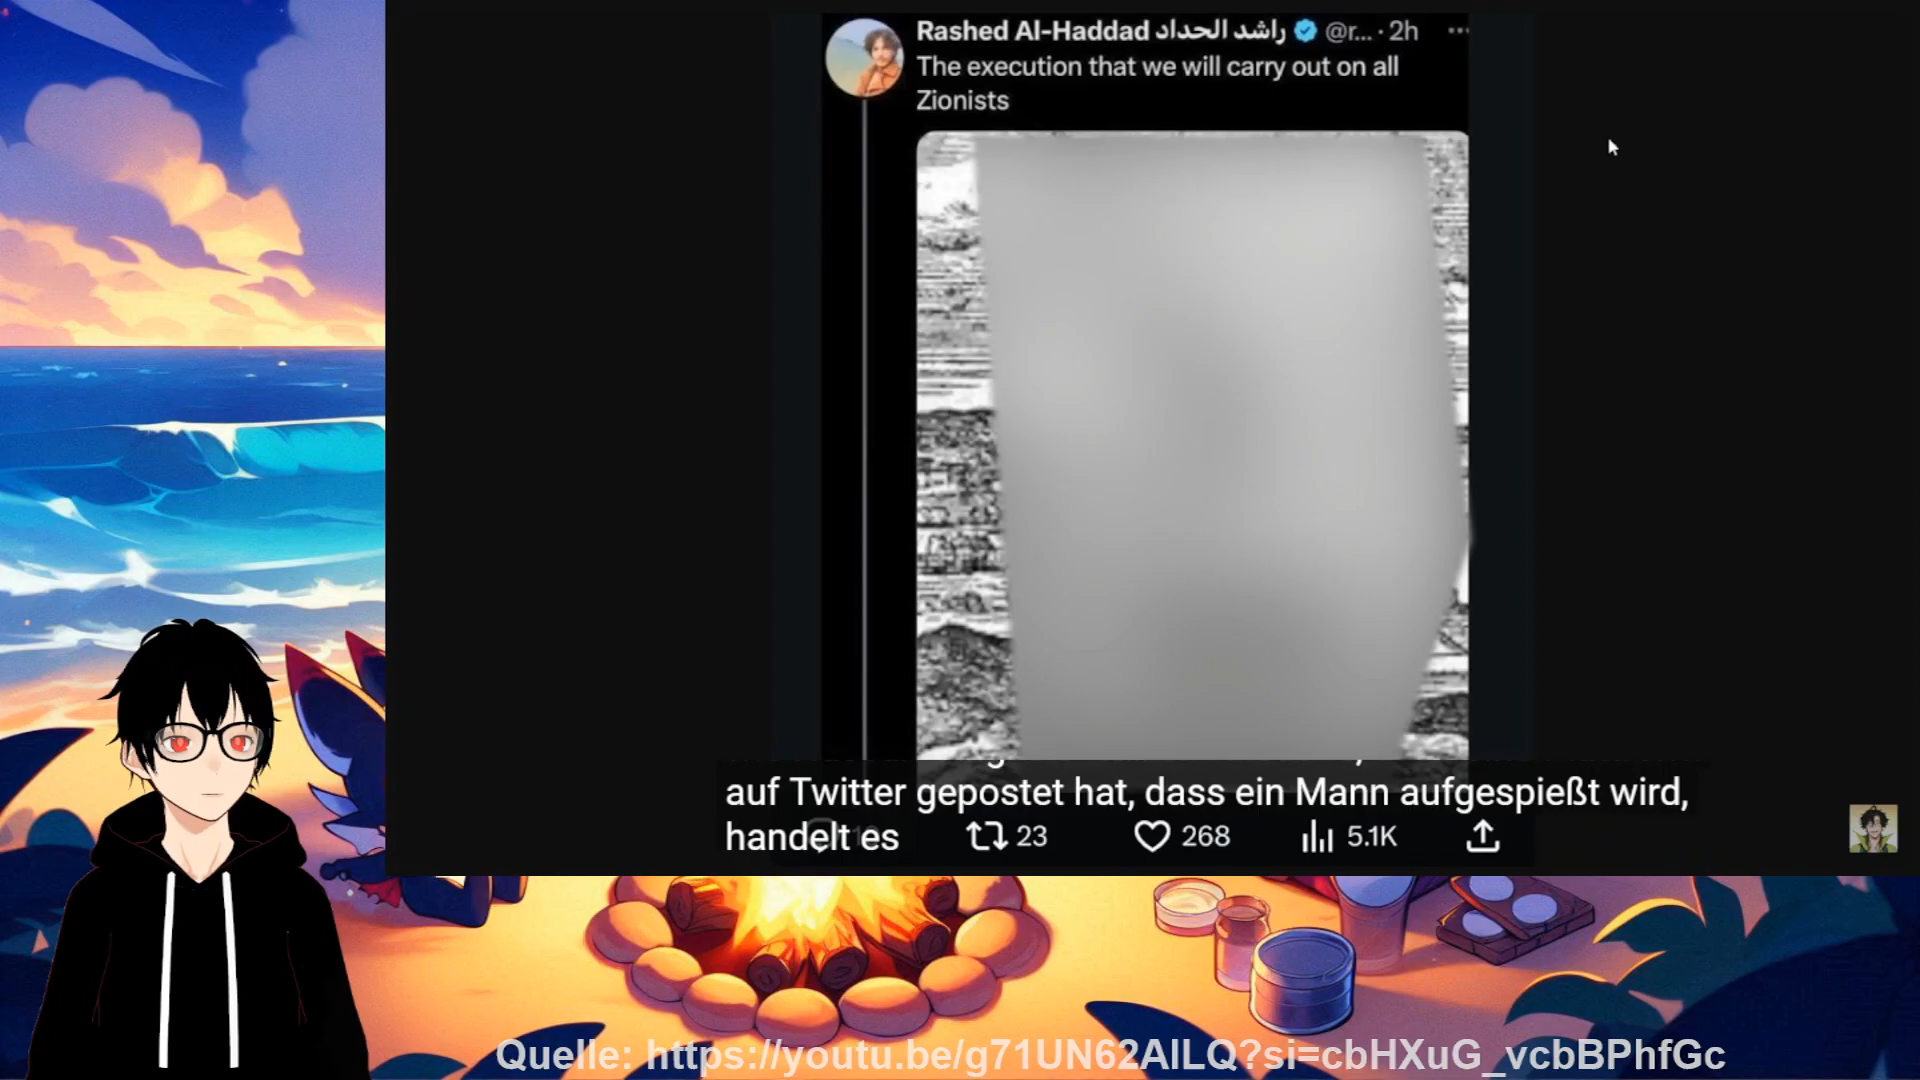 Rashed Al-Haddad راشد الحداد @r... · 2h
The execution that we will carry out on all
Zionists
auf Twitter gepostet hat, dass ein Mann aufgespießt wird,
handelt es
23 268 5.1K
Quelle: https://youtu.be/g71UN62AILQ?si=cbHXuG_vcbBPhfGc